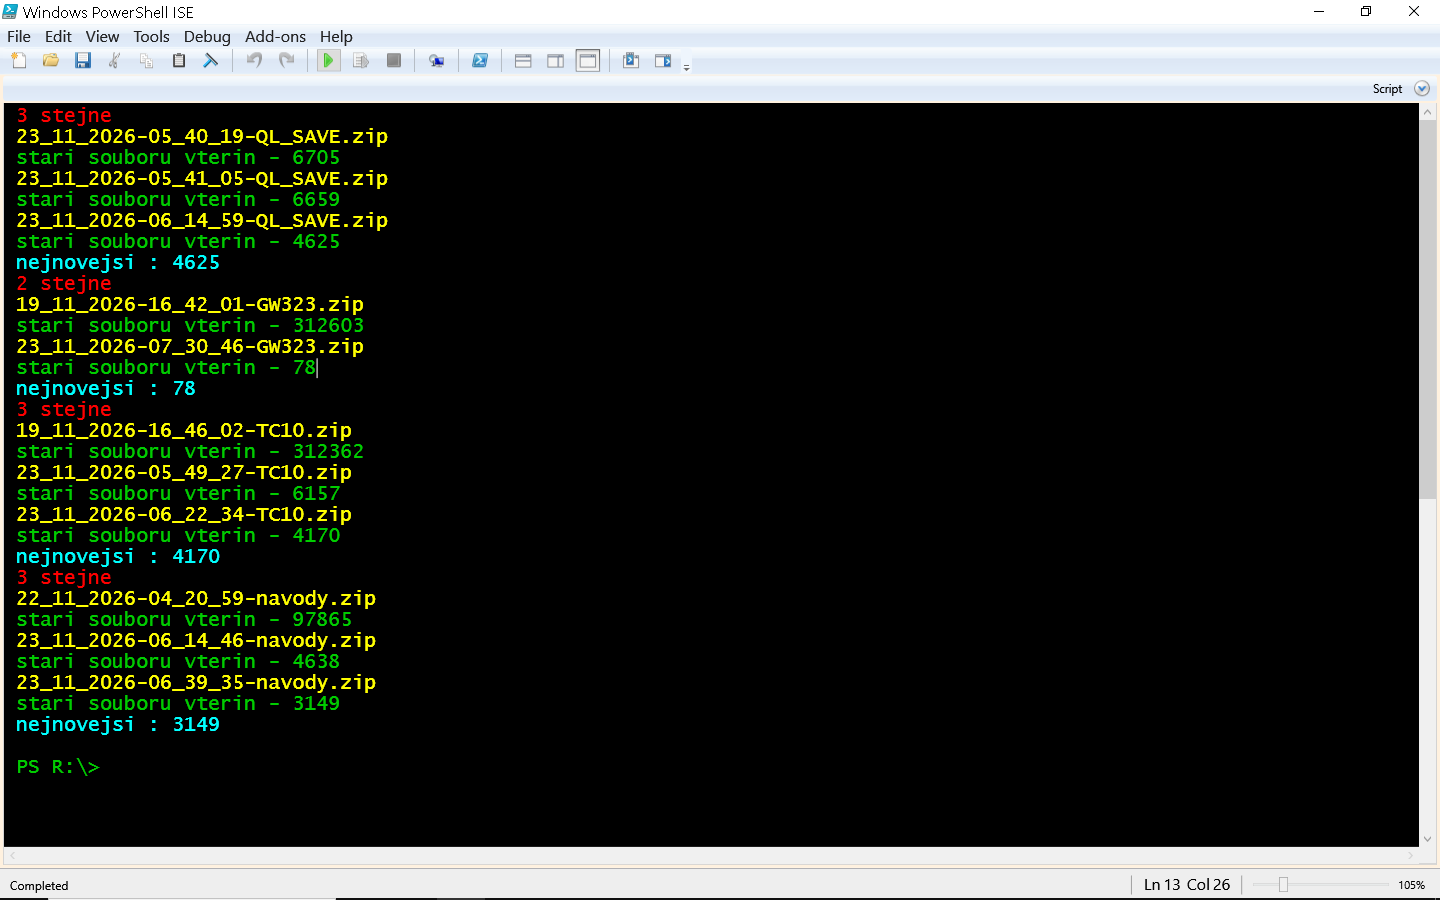 Windows PowerShell ISE
File Edit View Tools Debug Add-ons Help
Script
3 stejne
23_11_2026-05_40_19-QL_SAVE.zip
stari souboru vterin - 6705
23_11_2026-05_41_05-QL_SAVE.zip
stari souboru vterin - 6659
23_11_2026-06_14_59-QL_SAVE.zip
stari souboru vterin - 4625
nejnovejsi : 4625
2 stejne
19_11_2026-16_42_01-GW323.zip
stari souboru vterin - 312603
23_11_2026-07_30_46-GW323.zip
stari souboru vterin - 78
nejnovejsi : 78
3 stejne
19_11_2026-16_46_02-TC10.zip
stari souboru vterin - 312362
23_11_2026-05_49_27-TC10.zip
stari souboru vterin - 6157
23_11_2026-06_22_34-TC10.zip
stari souboru vterin - 4170
nejnovejsi : 4170
3 stejne
22_11_2026-04_20_59-navody.zip
stari souboru vterin - 97865
23_11_2026-06_14_46-navody.zip
stari souboru vterin - 4638
23_11_2026-06_39_35-navody.zip
stari souboru vterin - 3149
nejnovejsi : 3149
PS R:\>
Completed Ln 13 Col 26 105%